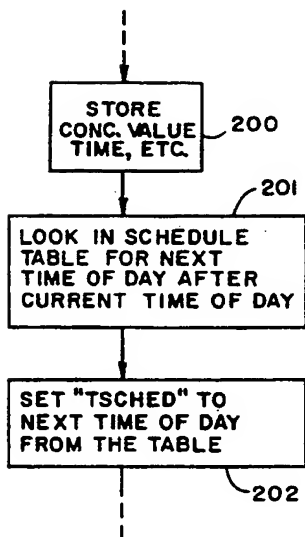 STORE
CONC. VALUE
TIME, ETC.
200
201
LOOK IN SCHEDULE
TABLE FOR NEXT
TIME OF DAY AFTER
CURRENT TIME OF DAY
SET "TSCHED" TO
NEXT TIME OF DAY
FROM THE TABLE
202